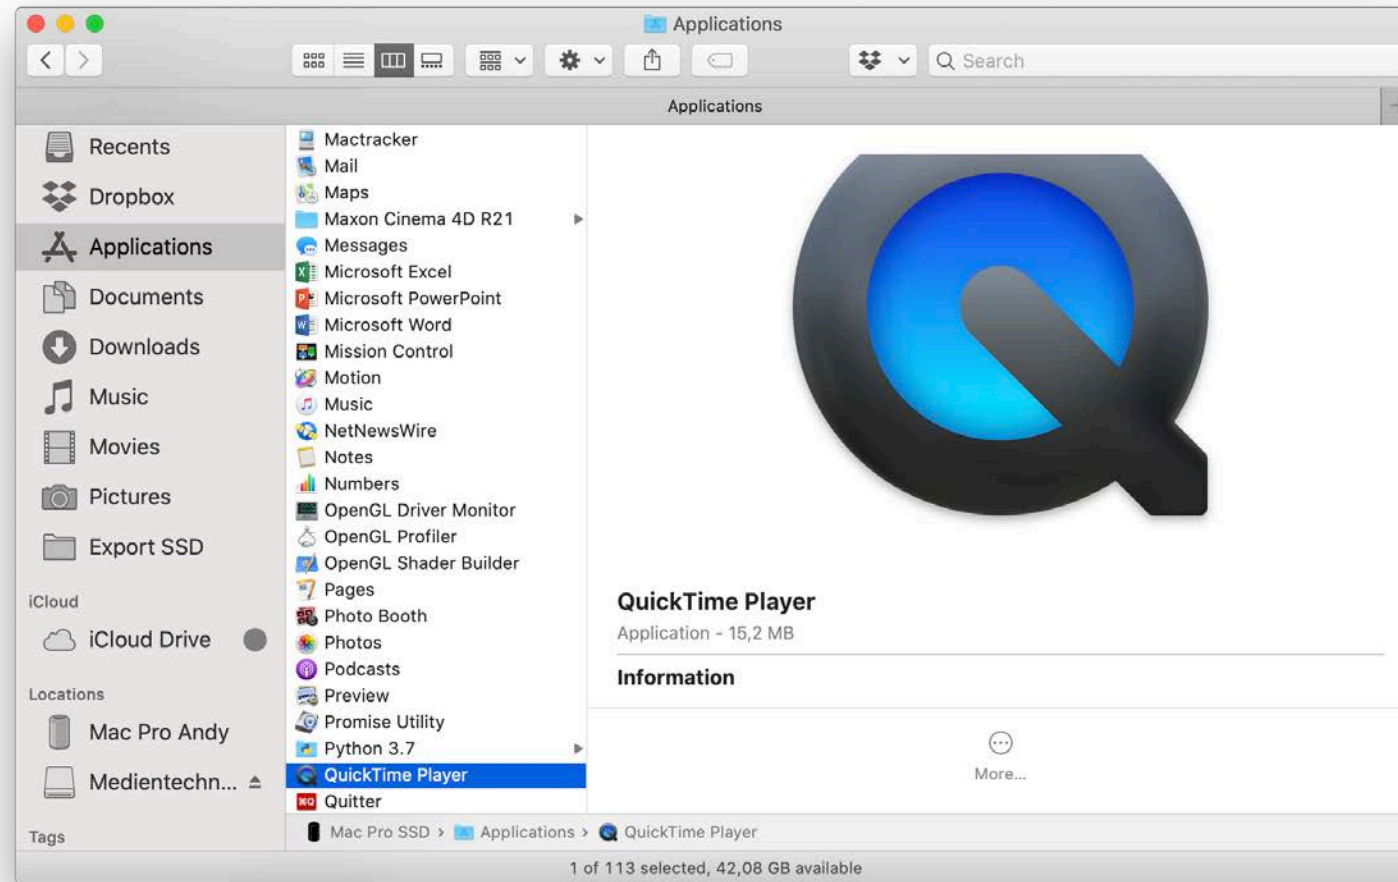 Applications
Search
Applications
Recents
Dropbox
Applications
Documents
Downloads
Music
Movies
Pictures
Export SSD
iCloud
iCloud Drive
Locations
Mac Pro Andy
Medientechn...
Tags
Mactracker
Mail
Maps
Maxon Cinema 4D R21
Messages
Microsoft Excel
Microsoft PowerPoint
Microsoft Word
Mission Control
Motion
Music
NetNewsWire
Notes
Numbers
OpenGL Driver Monitor
OpenGL Profiler
OpenGL Shader Builder
Pages
Photo Booth
Photos
Podcasts
Preview
Promise Utility
Python 3.7
QuickTime Player
Quitter
QuickTime Player
Application - 15,2 MB
Information
More...
Mac Pro SSD › Applications › QuickTime Player
1 of 113 selected, 42,08 GB available